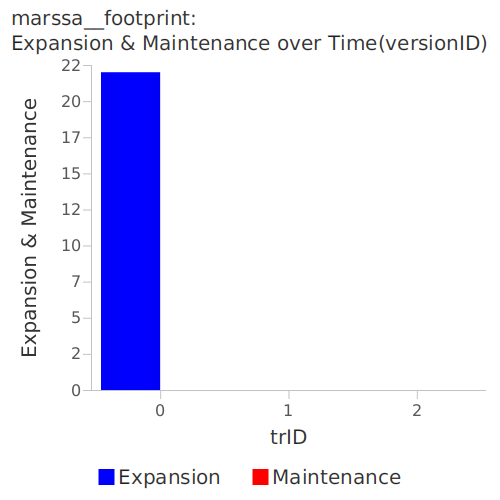 marssa__footprint:
Expansion & Maintenance over Time(versionID)
Expansion & Maintenance
22
20
17
15
12
10
7
5
2
0
0 1 2
trID
Expansion Maintenance